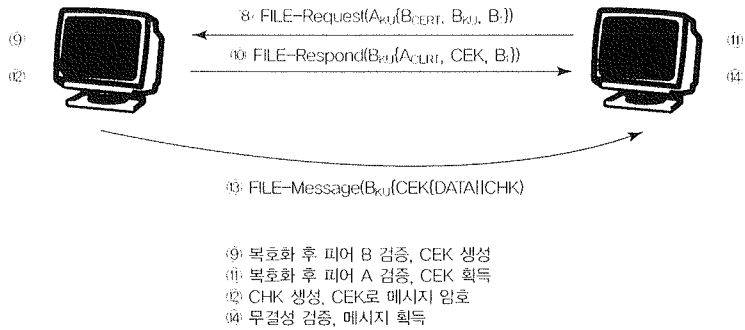 ⑧ FILE-Request(A_KU{B_CERT, B_KU, B_i})
⑨
⑩ FILE-Respond(B_KU{A_CERT, CEK, B_i})
⑪
⑫
⑭
⑬ FILE-Message(B_KU{CEK{DATA||CHK)
⑨ 복호화 후 피어 B 검증, CEK 생성
⑪ 복호화 후 피어 A 검증, CEK 획득
⑫ CHK 생성, CEK로 메시지 암호
⑭ 무결성 검증, 메시지 획득